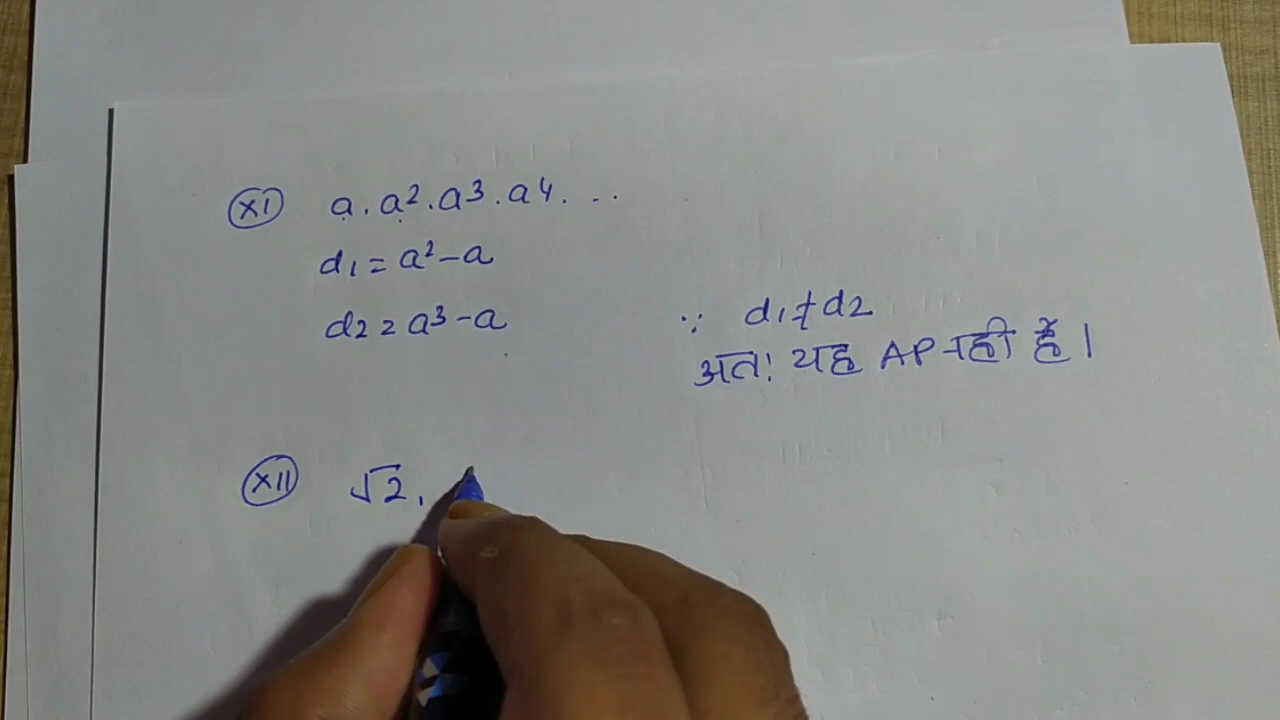 (XI) a, a², a³, a4, ...
d₁ = a² - a
d₂ = a³ - a
∵ d₁ ≠ d₂
अतः यह AP नहीं है।
(XII) √2,